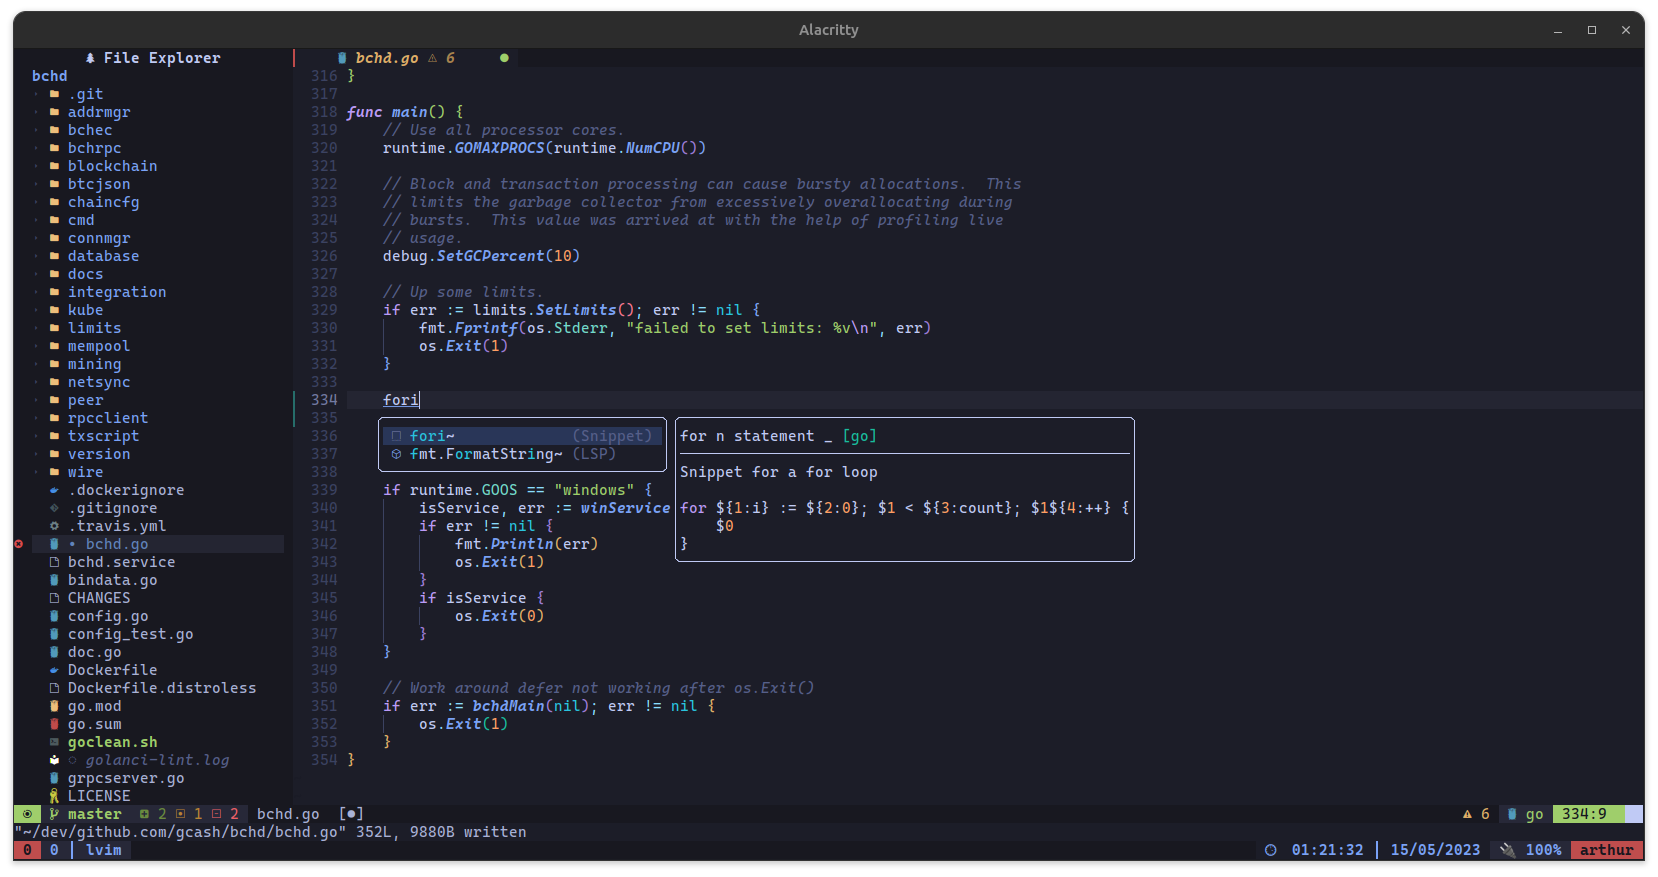 Alacritty
File Explorer
bchd
.git
addrmgr
bchec
bchrpc
blockchain
btcjson
chaincfg
cmd
connmgr
database
docs
integration
kube
limits
mempool
mining
netsync
peer
rpcclient
txscript
version
wire
.dockerignore
.gitignore
.travis.yml
bchd.go
bchd.service
bindata.go
CHANGES
config.go
config_test.go
doc.go
Dockerfile
Dockerfile.distroless
go.mod
go.sum
goclean.sh
golanci-lint.log
grpcserver.go
LICENSE
bchd.go 6
316 }
317
318 func main() {
319 // Use all processor cores.
320 runtime.GOMAXPROCS(runtime.NumCPU())
321
322 // Block and transaction processing can cause bursty allocations.  This
323 // limits the garbage collector from excessively overallocating during
324 // bursts.  This value was arrived at with the help of profiling live
325 // usage.
326 debug.SetGCPercent(10)
327
328 // Up some limits.
329 if err := limits.SetLimits(); err != nil {
330 fmt.Fprintf(os.Stderr, "failed to set limits: %v\n", err)
331 os.Exit(1)
332 }
333
334 fori
335
336
337
338
339 if runtime.GOOS == "windows" {
340 isService, err := winService
341 if err != nil {
342 fmt.Println(err)
343 os.Exit(1)
344 }
345 if isService {
346 os.Exit(0)
347 }
348 }
349
350 // Work around defer not working after os.Exit()
351 if err := bchdMain(nil); err != nil {
352 os.Exit(1)
353 }
354 }
fori~ (Snippet)
fmt.FormatString~ (LSP)
for n statement _ [go]
Snippet for a for loop
for ${1:i} := ${2:0}; $1 < ${3:count}; $1${4:++} {
$0
}
master 2 1 2 bchd.go [●] 6 go 334:9
"~/dev/github.com/gcash/bchd/bchd.go" 352L, 9880B written
0 0 lvim 01:21:32 15/05/2023 100% arthur